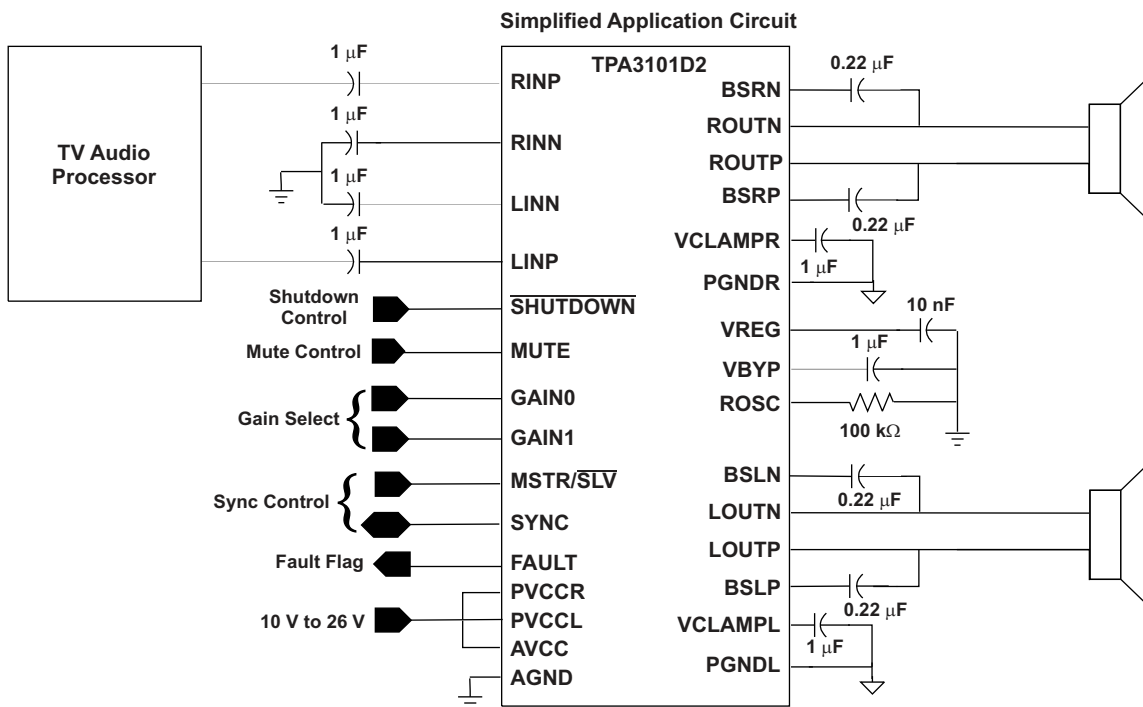 Simplified Application Circuit
TV Audio
Processor
1 μF
1 μF
1 μF
1 μF
TPA3101D2
RINP
RINN
LINN
LINP
Shutdown
Control
SHUTDOWN
Mute Control
MUTE
Gain Select
GAIN0
GAIN1
Sync Control
MSTR/SLV
SYNC
Fault Flag
FAULT
10 V to 26 V
PVCCR
PVCCL
AVCC
AGND
BSRN
0.22 μF
ROUTN
ROUTP
BSRP
0.22 μF
VCLAMPR
1 μF
PGNDR
VREG
10 nF
VBYP
1 μF
ROSC
100 kΩ
BSLN
0.22 μF
LOUTN
LOUTP
BSLP
0.22 μF
VCLAMPL
1 μF
PGNDL